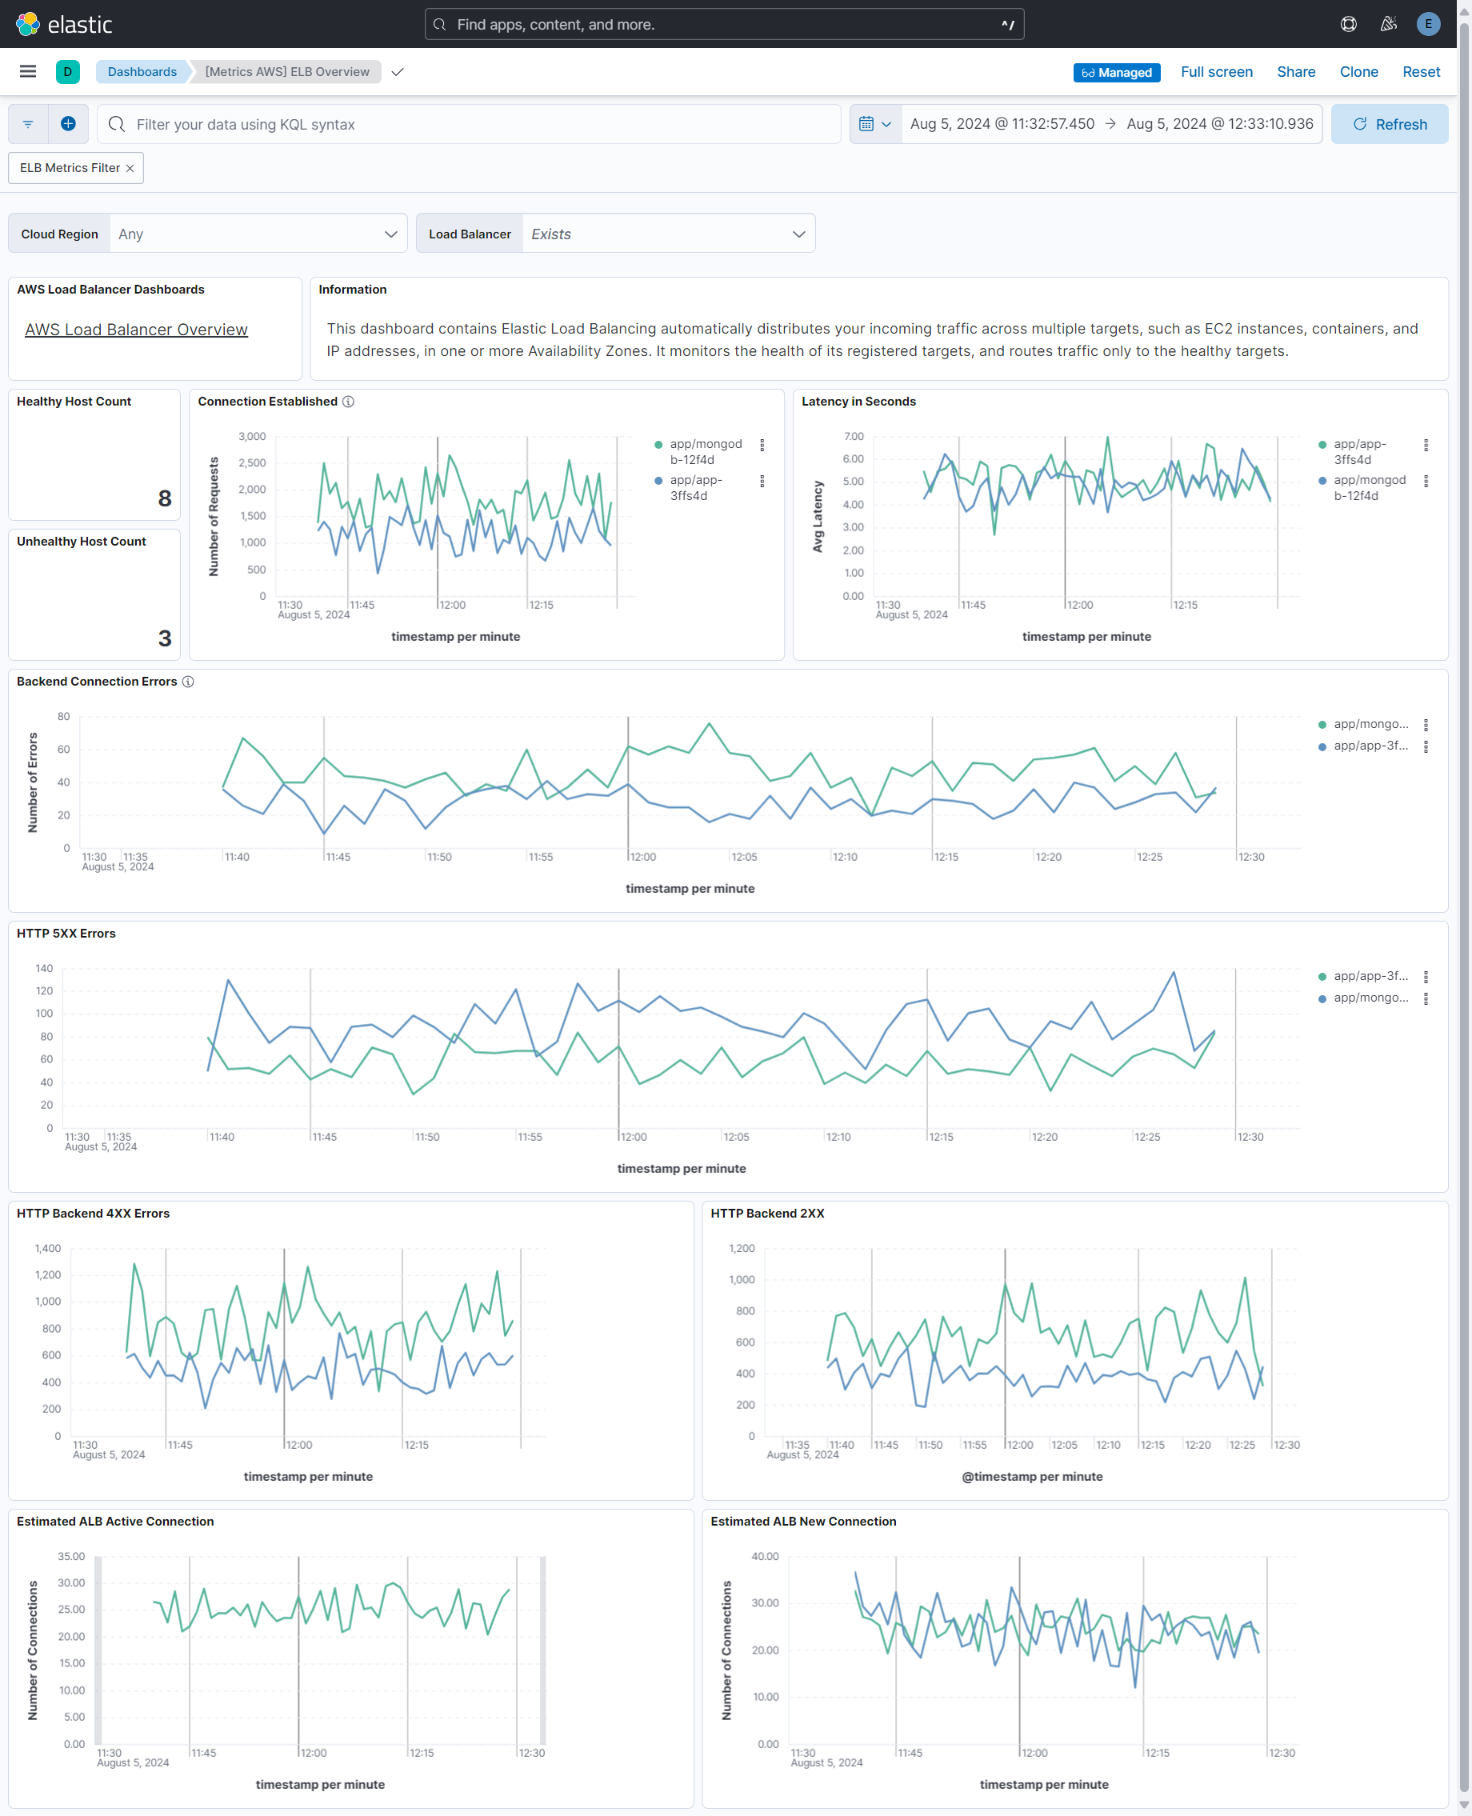 elastic
Find apps, content, and more.
^/
E
D
Dashboards
[Metrics AWS] ELB Overview
Managed
Full screen
Share
Clone
Reset
Filter your data using KQL syntax
Aug 5, 2024 @ 11:32:57.450 → Aug 5, 2024 @ 12:33:10.936
Refresh
ELB Metrics Filter ×
Cloud Region
Any
Load Balancer
Exists
AWS Load Balancer Dashboards
AWS Load Balancer Overview
Information
This dashboard contains Elastic Load Balancing automatically distributes your incoming traffic across multiple targets, such as EC2 instances, containers, and
IP addresses, in one or more Availability Zones. It monitors the health of its registered targets, and routes traffic only to the healthy targets.
Healthy Host Count
8
Unhealthy Host Count
3
Connection Established
Number of Requests
3,000
2,500
2,000
1,500
1,000
500
0
11:30
August 5, 2024
11:45
12:00
12:15
timestamp per minute
app/mongod
b-12f4d
app/app-
3ffs4d
Latency in Seconds
Avg Latency
7.00
6.00
5.00
4.00
3.00
2.00
1.00
0.00
11:30
August 5, 2024
11:45
12:00
12:15
timestamp per minute
app/app-
3ffs4d
app/mongod
b-12f4d
Backend Connection Errors
Number of Errors
80
60
40
20
0
11:30
August 5, 2024
11:35
11:40
11:45
11:50
11:55
12:00
12:05
12:10
12:15
12:20
12:25
12:30
timestamp per minute
app/mongo...
app/app-3f...
HTTP 5XX Errors
140
120
100
80
60
40
20
0
11:30
August 5, 2024
11:35
11:40
11:45
11:50
11:55
12:00
12:05
12:10
12:15
12:20
12:25
12:30
timestamp per minute
app/app-3f...
app/mongo...
HTTP Backend 4XX Errors
1,400
1,200
1,000
800
600
400
200
0
11:30
August 5, 2024
11:45
12:00
12:15
timestamp per minute
HTTP Backend 2XX
1,200
1,000
800
600
400
200
0
11:35
August 5, 2024
11:40
11:45
11:50
11:55
12:00
12:05
12:10
12:15
12:20
12:25
12:30
@timestamp per minute
Estimated ALB Active Connection
Number of Connections
35.00
30.00
25.00
20.00
15.00
10.00
5.00
0.00
11:30
August 5, 2024
11:45
12:00
12:15
12:30
timestamp per minute
Estimated ALB New Connection
Number of Connections
40.00
30.00
20.00
10.00
0.00
11:30
August 5, 2024
11:45
12:00
12:15
12:30
timestamp per minute